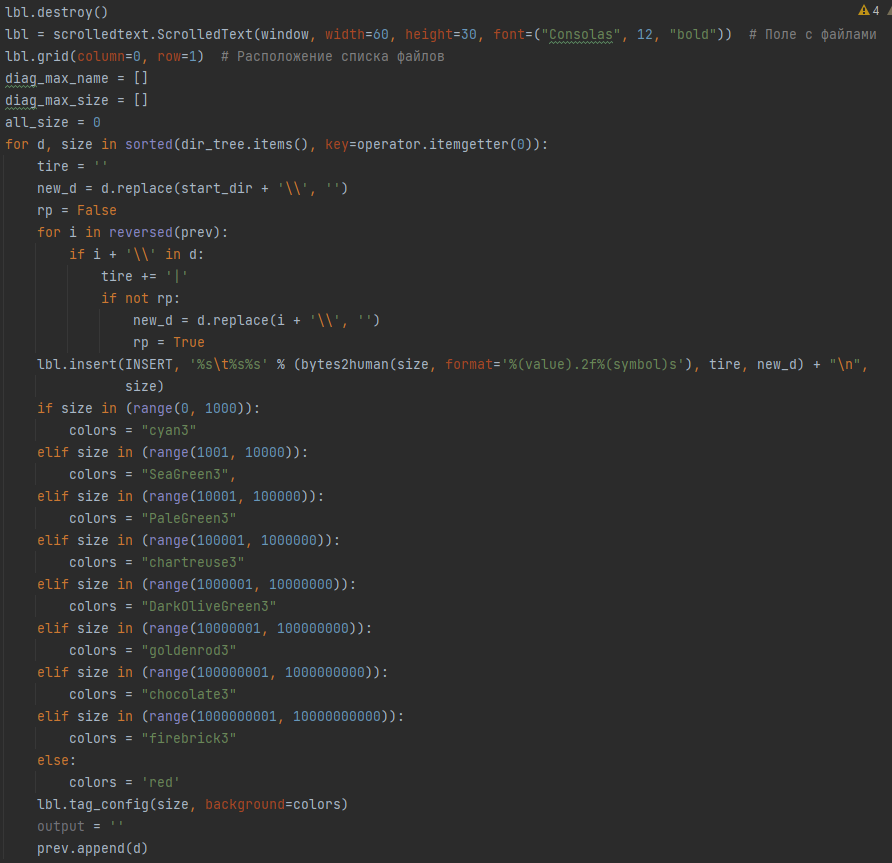 lbl.destroy()
4
lbl = scrolledtext.ScrolledText(window, width=60, height=30, font=("Consolas", 12, "bold"))  # Поле с файлами
lbl.grid(column=0, row=1)  # Расположение списка файлов
diag_max_name = []
diag_max_size = []
all_size = 0
for d, size in sorted(dir_tree.items(), key=operator.itemgetter(0)):
    tire = ''
    new_d = d.replace(start_dir + '\\', '')
    rp = False
    for i in reversed(prev):
        if i + '\\' in d:
            tire += '|'
            if not rp:
                new_d = d.replace(i + '\\', '')
                rp = True
    lbl.insert(INSERT, '%s\t%s%s' % (bytes2human(size, format='%(value).2f%(symbol)s'), tire, new_d) + "\n",
               size)
    if size in (range(0, 1000)):
        colors = "cyan3"
    elif size in (range(1001, 10000)):
        colors = "SeaGreen3",
    elif size in (range(10001, 100000)):
        colors = "PaleGreen3"
    elif size in (range(100001, 1000000)):
        colors = "chartreuse3"
    elif size in (range(1000001, 10000000)):
        colors = "DarkOliveGreen3"
    elif size in (range(10000001, 100000000)):
        colors = "goldenrod3"
    elif size in (range(100000001, 1000000000)):
        colors = "chocolate3"
    elif size in (range(1000000001, 10000000000)):
        colors = "firebrick3"
    else:
        colors = 'red'
    lbl.tag_config(size, background=colors)
    output = ''
    prev.append(d)